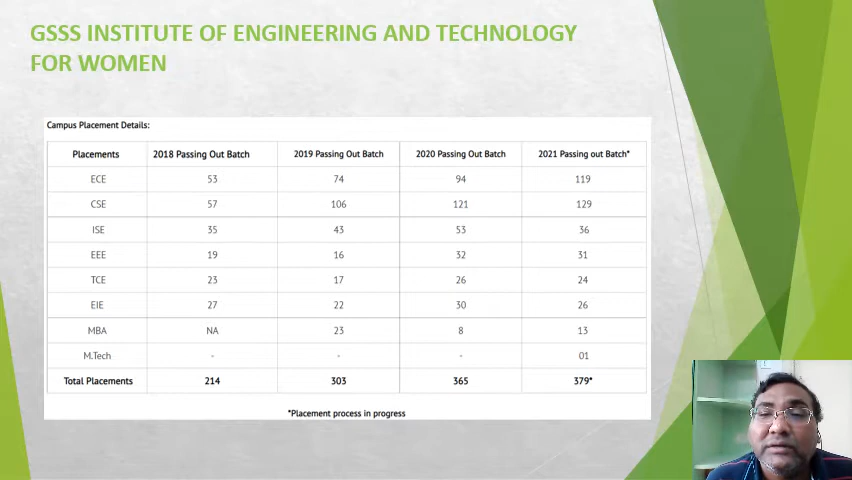 GSSS INSTITUTE OF ENGINEERING AND TECHNOLOGY
FOR WOMEN
Campus Placement Details:
Placements 2018 Passing Out Batch 2019 Passing Out Batch 2020 Passing Out Batch 2021 Passing out Batch*
ECE 53 74 94 119
CSE 57 106 121 129
ISE 35 43 53 36
EEE 19 16 32 31
TCE 23 17 26 24
EIE 27 22 30 26
MBA NA 23 8 13
M.Tech - - - 01
Total Placements 214 303 365 379*
*Placement process in progress